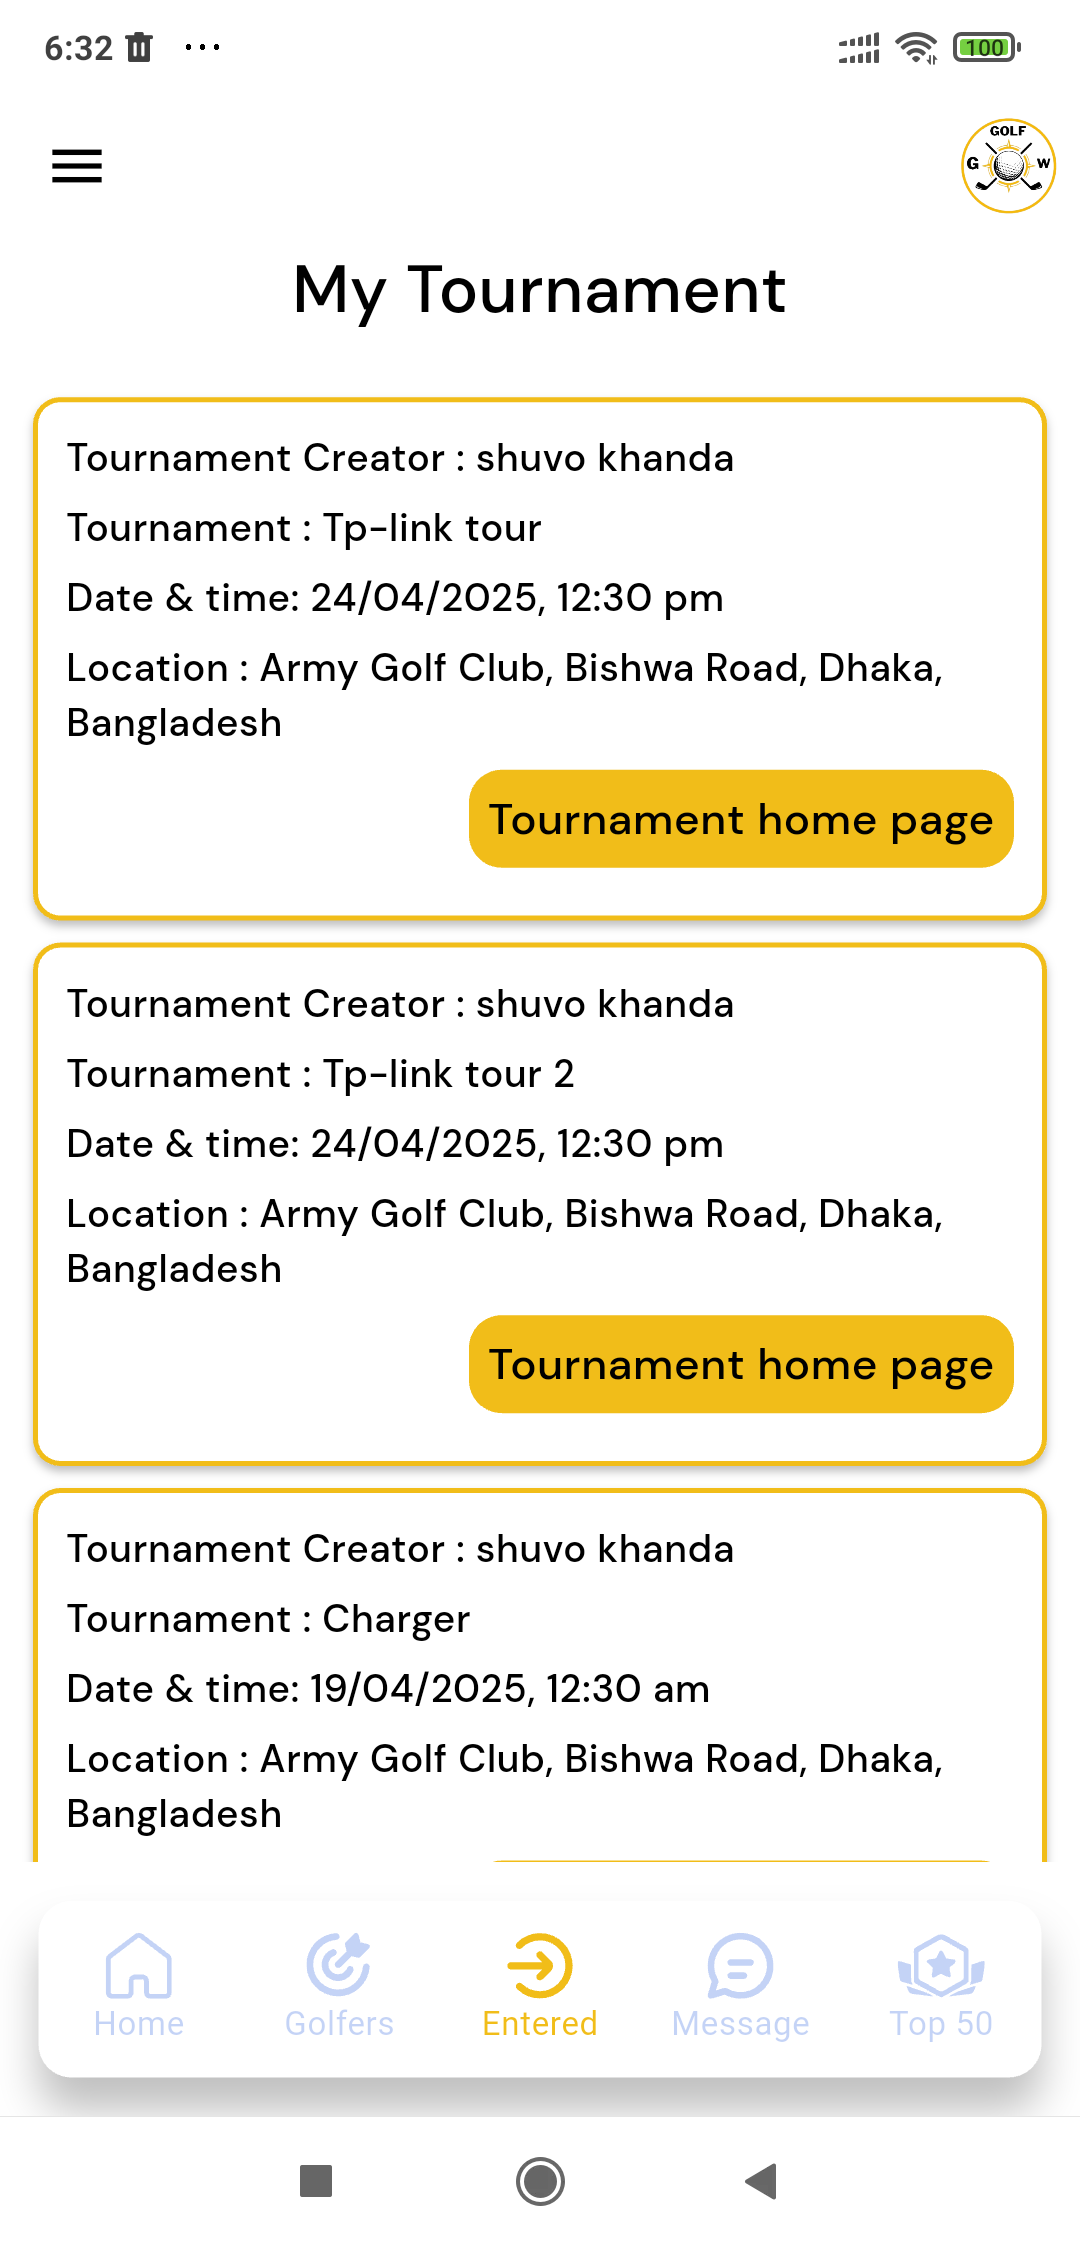 6:32
100
GOLF
G W
My Tournament
Tournament Creator : shuvo khanda
Tournament : Tp-link tour
Date & time: 24/04/2025, 12:30 pm
Location : Army Golf Club, Bishwa Road, Dhaka,
Bangladesh
Tournament home page
Tournament Creator : shuvo khanda
Tournament : Tp-link tour 2
Date & time: 24/04/2025, 12:30 pm
Location : Army Golf Club, Bishwa Road, Dhaka,
Bangladesh
Tournament home page
Tournament Creator : shuvo khanda
Tournament : Charger
Date & time: 19/04/2025, 12:30 am
Location : Army Golf Club, Bishwa Road, Dhaka,
Bangladesh
Home Golfers Entered Message Top 50